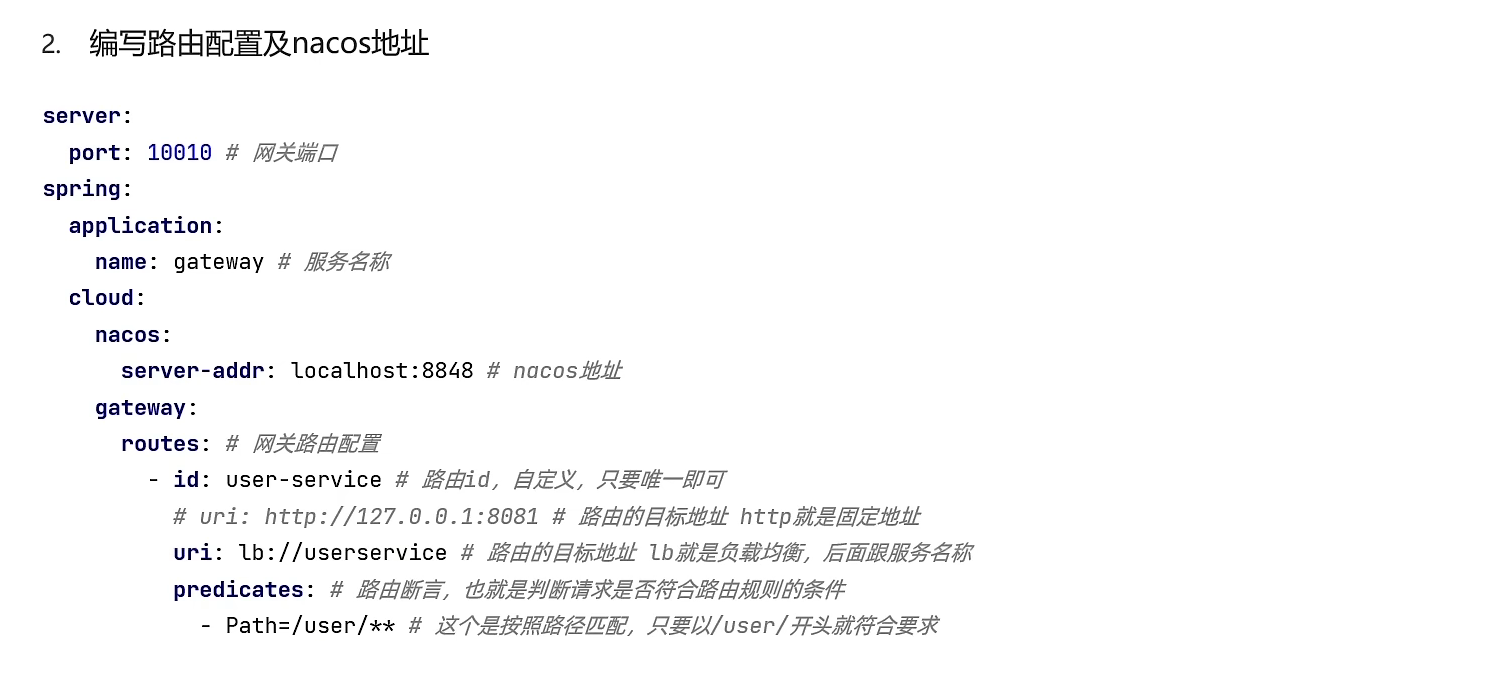 2. 编写路由配置及nacos地址
server:
  port: 10010 # 网关端口
spring:
  application:
    name: gateway # 服务名称
  cloud:
    nacos:
      server-addr: localhost:8848 # nacos地址
    gateway:
      routes: # 网关路由配置
        - id: user-service # 路由id，自定义，只要唯一即可
          # uri: http://127.0.0.1:8081 # 路由的目标地址 http就是固定地址
          uri: lb://userservice # 路由的目标地址 lb就是负载均衡，后面跟服务名称
          predicates: # 路由断言，也就是判断请求是否符合路由规则的条件
            - Path=/user/** # 这个是按照路径匹配，只要以/user/开头就符合要求